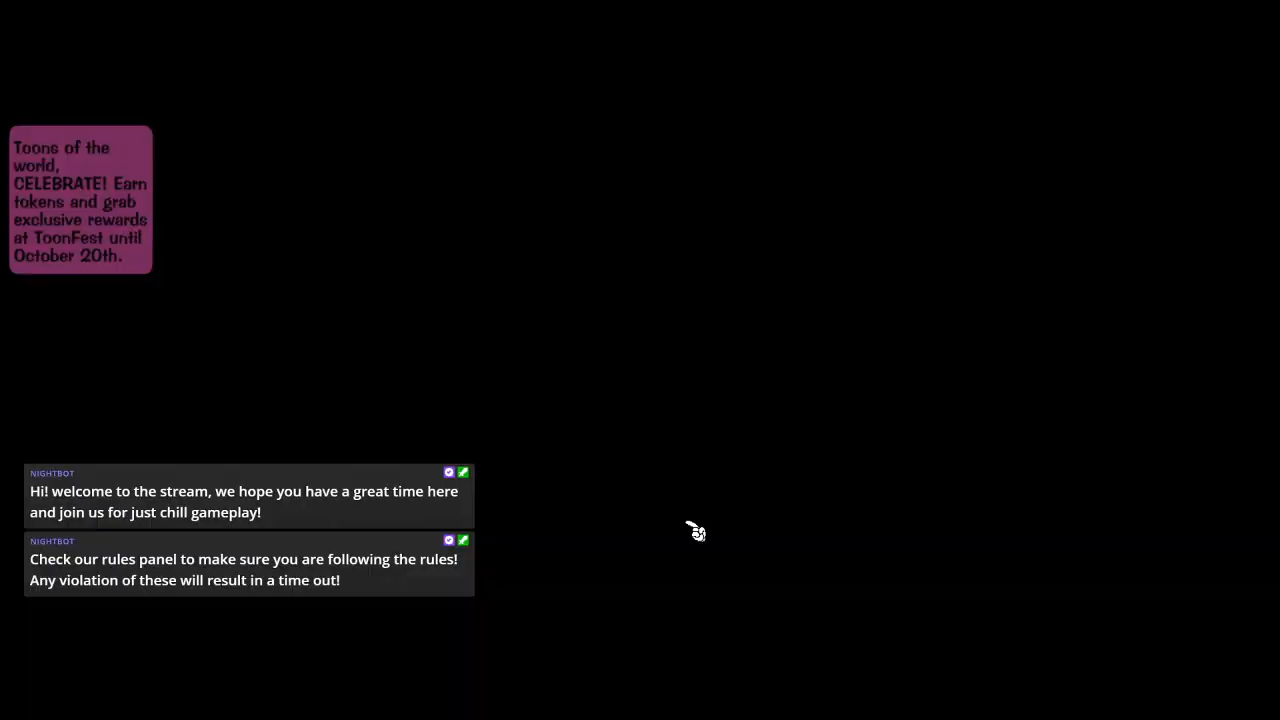 Toons of the
world,
CELEBRATE! Earn
tokens and grab
exclusive rewards
at ToonFest until
October 20th.
NIGHTBOT
Hi! welcome to the stream, we hope you have a great time here
and join us for just chill gameplay!
NIGHTBOT
Check our rules panel to make sure you are following the rules!
Any violation of these will result in a time out!